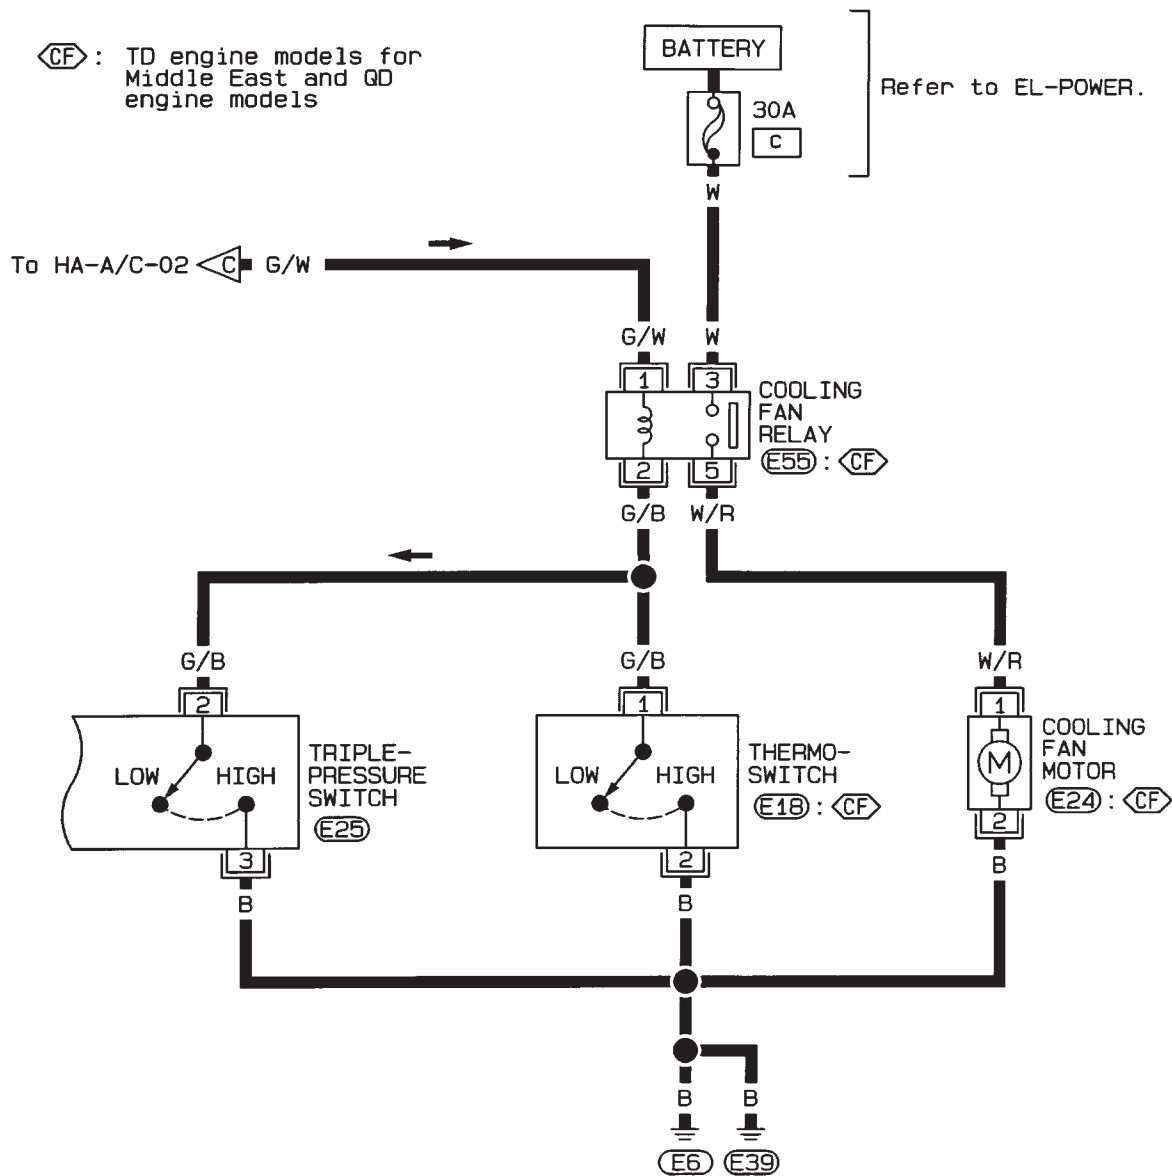 CF : TD engine models for
Middle East and QD
engine models
BATTERY
Refer to EL-POWER.
30A
C
W
To HA-A/C-02 C G/W
G/W W
1 3
COOLING
FAN
RELAY
E55 : CF
2 5
G/B W/R
G/B G/B W/R
2 1 1
LOW HIGH
TRIPLE-
PRESSURE
SWITCH
E25
LOW HIGH
THERMO-
SWITCH
E18 : CF
M
COOLING
FAN
MOTOR
E24 : CF
3 2 2
B B B
B B
E6 E39